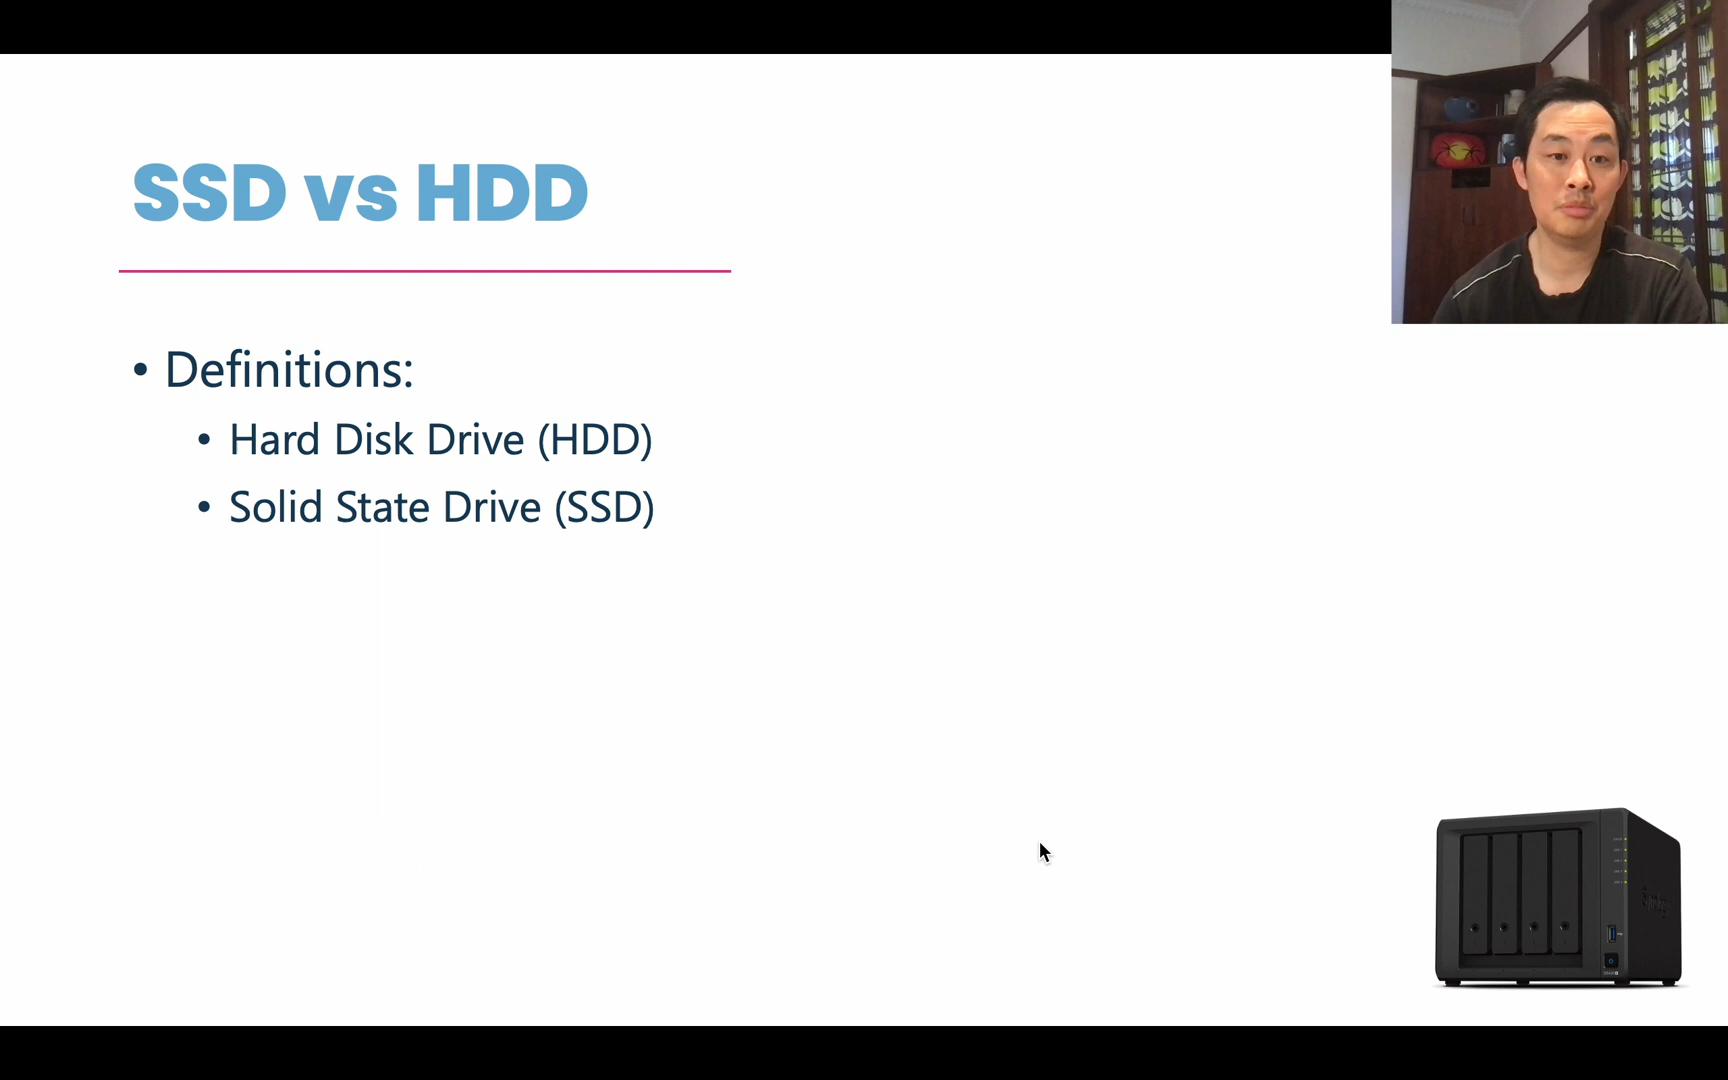 SSD vs HDD
• Definitions:
• Hard Disk Drive (HDD)
• Solid State Drive (SSD)